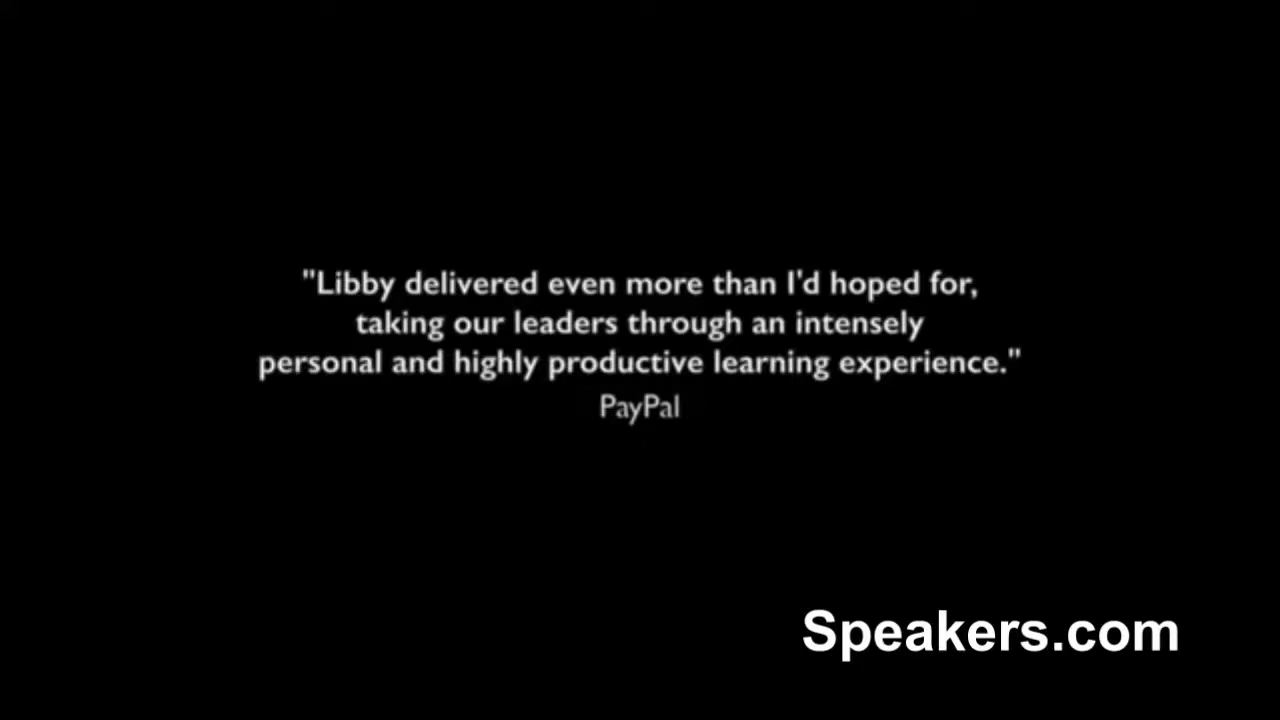 "Libby delivered even more than I'd hoped for,
taking our leaders through an intensely
personal and highly productive learning experience."
PayPal
Speakers.com